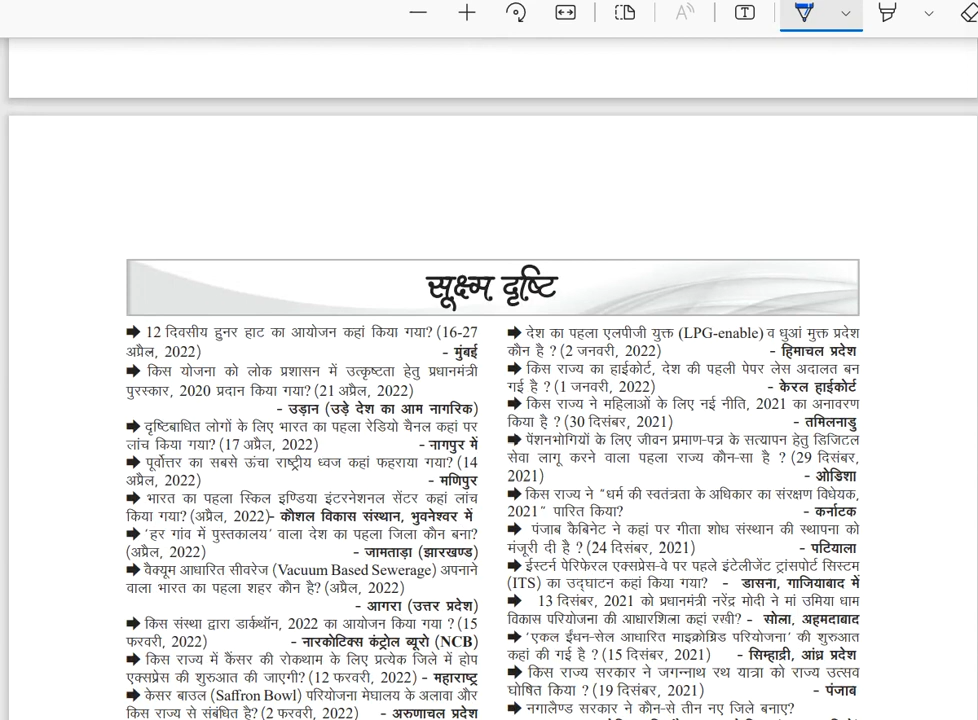 सूक्ष्म दृष्टि
➡ 12 दिवसीय हुनर हाट का आयोजन कहां किया गया? (16-27
अप्रैल, 2022) - मुंबई
➡ किस योजना को लोक प्रशासन में उत्कृष्टता हेतु प्रधानमंत्री
पुरस्कार, 2020 प्रदान किया गया? (21 अप्रैल, 2022)
- उड़ान (उड़े देश का आम नागरिक)
➡ दृष्टिबाधित लोगों के लिए भारत का पहला रेडियो चैनल कहां पर
लांच किया गया? (17 अप्रैल, 2022) - नागपुर में
➡ पूर्वोत्तर का सबसे ऊंचा राष्ट्रीय ध्वज कहां फहराया गया? (14
अप्रैल, 2022) - मणिपुर
➡ भारत का पहला स्किल इण्डिया इंटरनेशनल सेंटर कहां लांच
किया गया? (अप्रैल, 2022)- कौशल विकास संस्थान, भुवनेश्वर में
➡ 'हर गांव में पुस्तकालय' वाला देश का पहला जिला कौन बना?
(अप्रैल, 2022) - जामताड़ा (झारखण्ड)
➡ वैक्यूम आधारित सीवरेज (Vacuum Based Sewerage) अपनाने
वाला भारत का पहला शहर कौन है? (अप्रैल, 2022)
- आगरा (उत्तर प्रदेश)
➡ किस संस्था द्वारा डार्कथॉन, 2022 का आयोजन किया गया ? (15
फरवरी, 2022) - नारकोटिक्स कंट्रोल ब्यूरो (NCB)
➡ किस राज्य में कैंसर की रोकथाम के लिए प्रत्येक जिले में होप
एक्सप्रेस की शुरुआत की जाएगी? (12 फरवरी, 2022) - महाराष्ट्र
➡ केसर बाउल (Saffron Bowl) परियोजना मेघालय के अलावा और
किस राज्य से संबंधित है? (2 फरवरी, 2022) - अरुणाचल प्रदेश
➡ देश का पहला एलपीजी युक्त (LPG-enable) व धुआं मुक्त प्रदेश
कौन है ? (2 जनवरी, 2022) - हिमाचल प्रदेश
➡ किस राज्य का हाईकोर्ट, देश की पहली पेपर लेस अदालत बन
गई है ? (1 जनवरी, 2022) - केरल हाईकोर्ट
➡ किस राज्य ने महिलाओं के लिए नई नीति, 2021 का अनावरण
किया है ? (30 दिसंबर, 2021) - तमिलनाडु
➡ पेंशनभोगियों के लिए जीवन प्रमाण-पत्र के सत्यापन हेतु डिजिटल
सेवा लागू करने वाला पहला राज्य कौन-सा है ? (29 दिसंबर,
2021) - ओडिशा
➡ किस राज्य ने "धर्म की स्वतंत्रता के अधिकार का संरक्षण विधेयक,
2021" पारित किया? - कर्नाटक
➡ पंजाब कैबिनेट ने कहां पर गीता शोध संस्थान की स्थापना को
मंजूरी दी है ? (24 दिसंबर, 2021) - पटियाला
➡ ईस्टर्न पेरिफेरल एक्सप्रेस-वे पर पहले इंटेलीजेंट ट्रांसपोर्ट सिस्टम
(ITS) का उद्घाटन कहां किया गया? - डासना, गाजियाबाद में
➡ 13 दिसंबर, 2021 को प्रधानमंत्री नरेंद्र मोदी ने मां उमिया धाम
विकास परियोजना की आधारशिला कहां रखी? - सोला, अहमदाबाद
➡ 'एकल ईंधन-सेल आधारित माइक्रोग्रिड परियोजना' की शुरुआत
कहां की गई है ? (15 दिसंबर, 2021) - सिम्हाद्री, आंध्र प्रदेश
➡ किस राज्य सरकार ने जगन्नाथ रथ यात्रा को राज्य उत्सव
घोषित किया ? (19 दिसंबर, 2021) - पंजाब
➡ नगालैण्ड सरकार ने कौन-से तीन नए जिले बनाए?